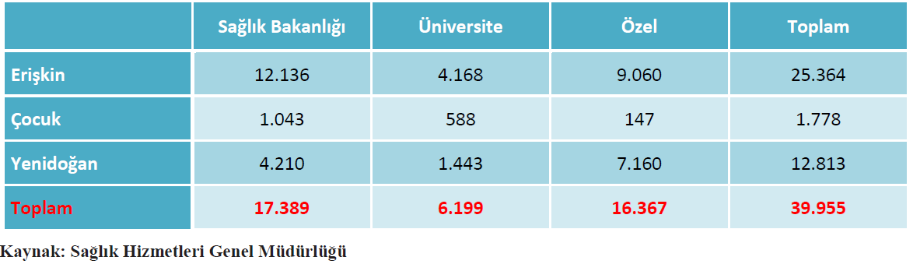 Sağlık Bakanlığı Üniversite Özel Toplam
Erişkin 12.136 4.168 9.060 25.364
Çocuk 1.043 588 147 1.778
Yenidoğan 4.210 1.443 7.160 12.813
Toplam 17.389 6.199 16.367 39.955
Kaynak: Sağlık Hizmetleri Genel Müdürlüğü